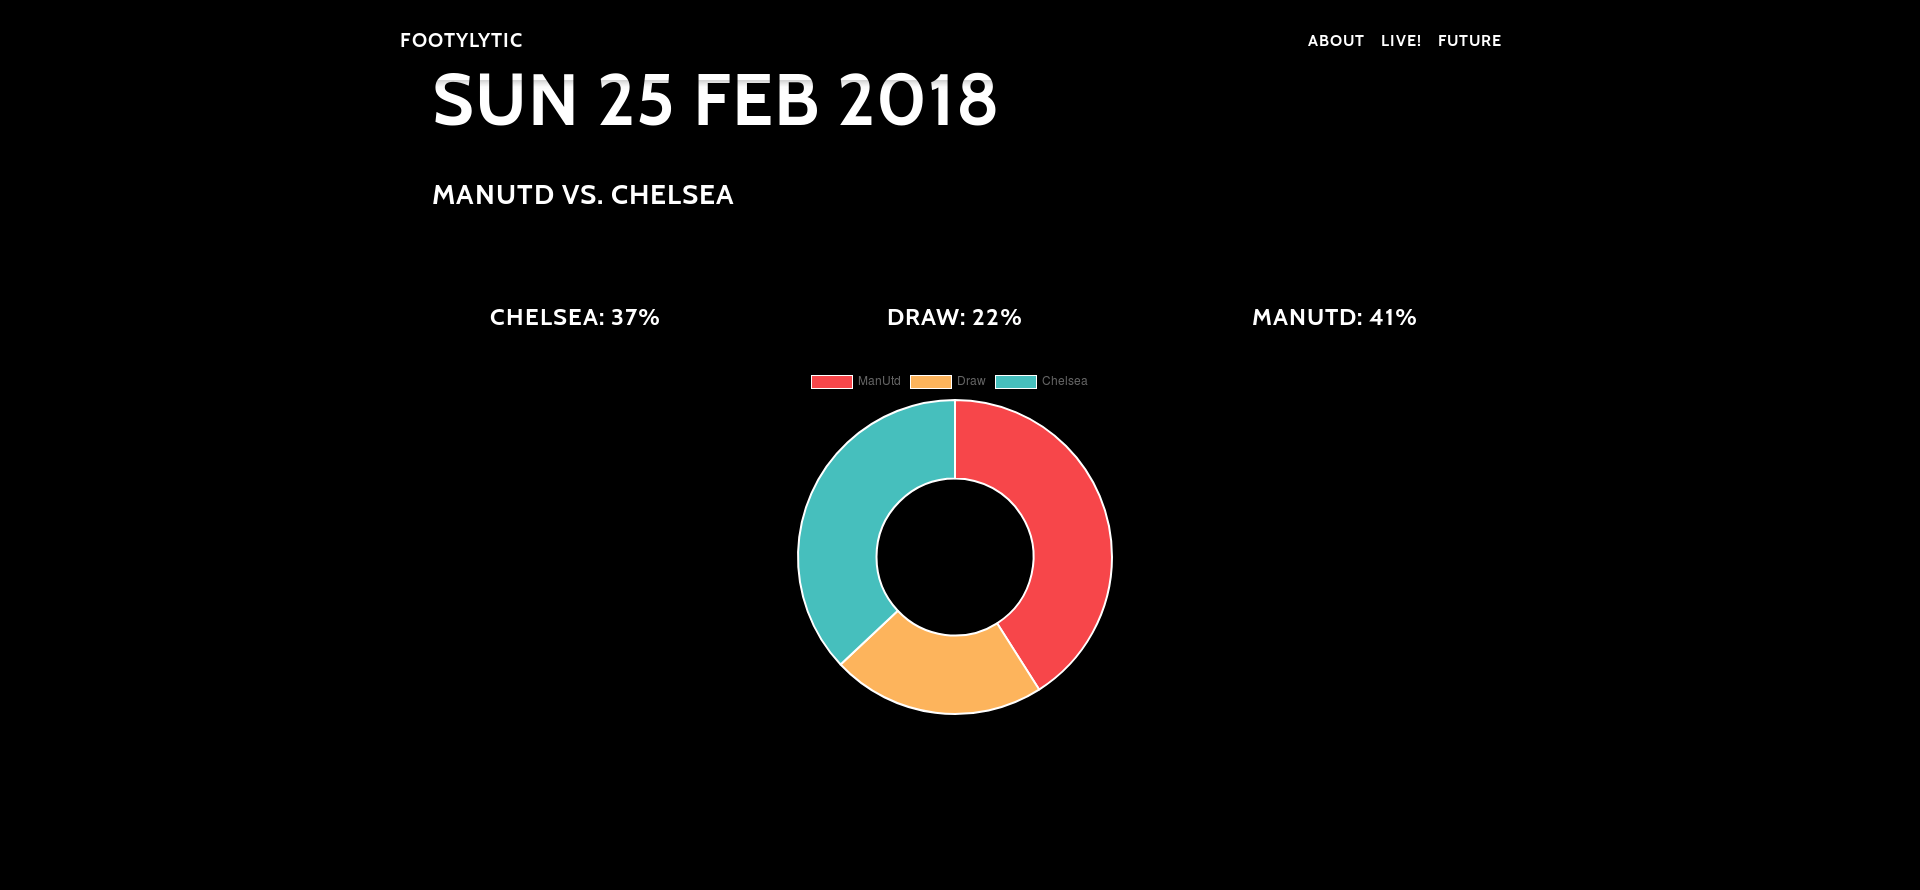 FOOTYLYTIC ABOUT LIVE! FUTURE
SUN 25 FEB 2018
MANUTD VS. CHELSEA
CHELSEA: 37% DRAW: 22% MANUTD: 41%
ManUtd Draw Chelsea